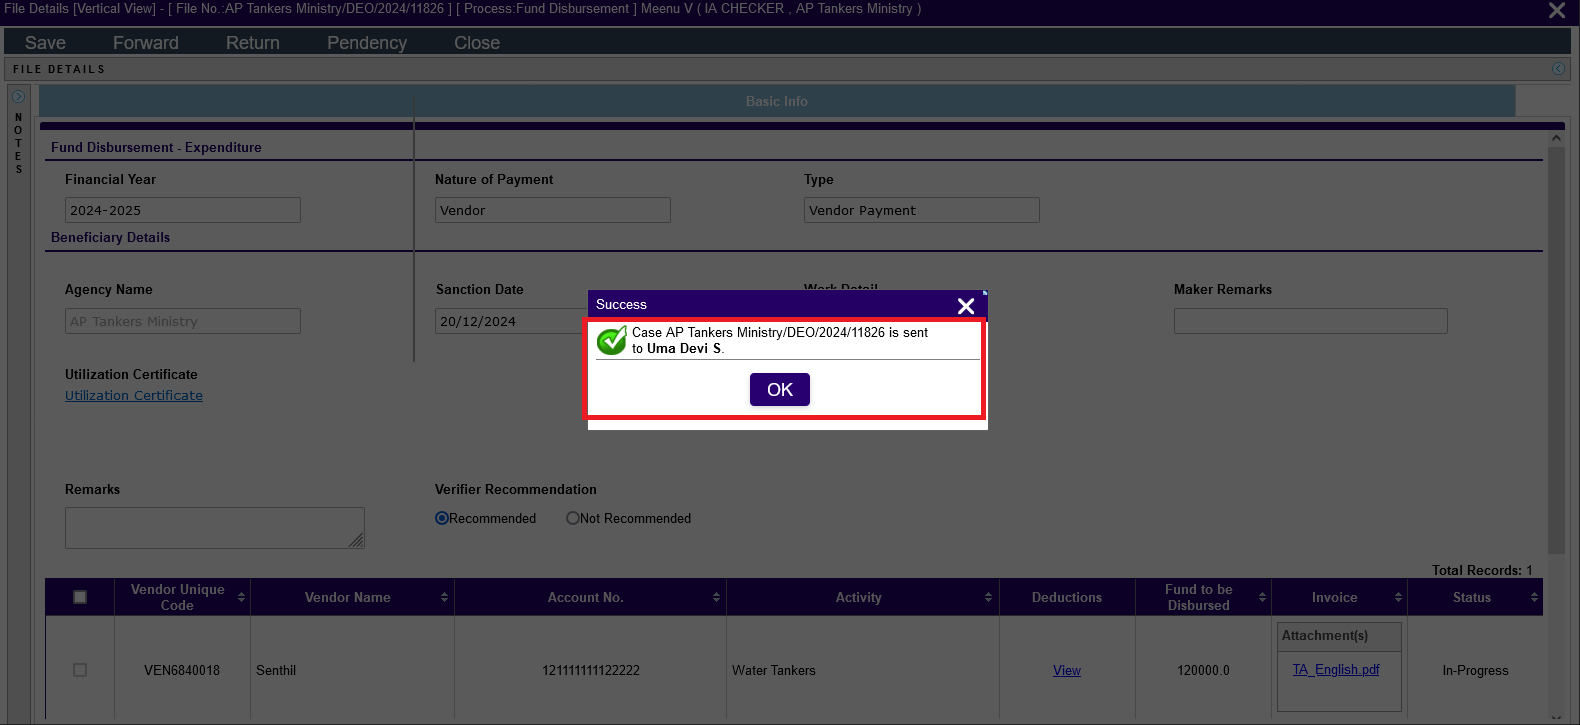 File Details [Vertical View] - [ File No.:AP Tankers Ministry/DEO/2024/11826 ] [ Process:Fund Disbursement ] Meenu V ( IA CHECKER , AP Tankers Ministry )
Save Forward Return Pendency Close
FILE DETAILS
NOTES
Basic Info
Fund Disbursement - Expenditure
Financial Year Nature of Payment Type
2024-2025 Vendor Vendor Payment
Beneficiary Details
Agency Name Sanction Date Work Detail Maker Remarks
AP Tankers Ministry 20/12/2024
Success
Case AP Tankers Ministry/DEO/2024/11826 is sent
to Uma Devi S.
OK
Utilization Certificate
Utilization Certificate
Remarks Verifier Recommendation
Recommended Not Recommended
Total Records: 1
Vendor Unique Code Vendor Name Account No. Activity Deductions Fund to be Disbursed Invoice Status
Attachment(s)
VEN6840018 Senthil 121111111122222 Water Tankers View 120000.0 TA_English.pdf In-Progress